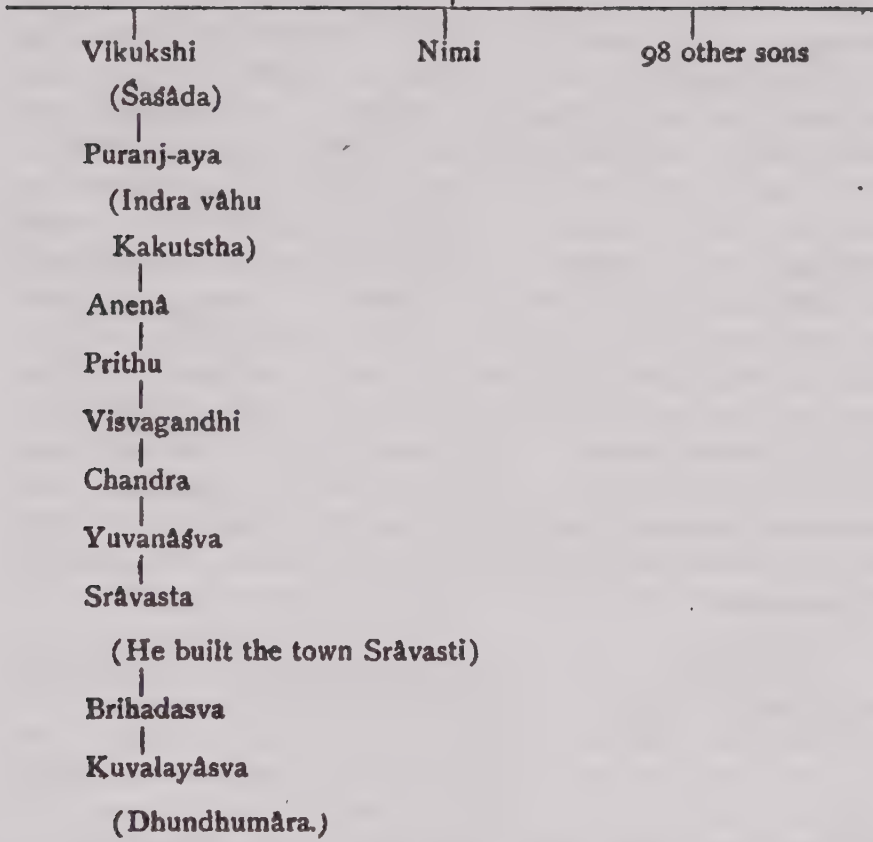 Vikukshi Nimi 98 other sons
(Śaśâda)
Puranj-aya
(Indra vâhu
Kakutstha)
Anenâ
Prithu
Visvagandhi
Chandra
Yuvanâśva
Srâvasta
(He built the town Srâvasti)
Brihadasva
Kuvalayâsva
(Dhundhumâra.)